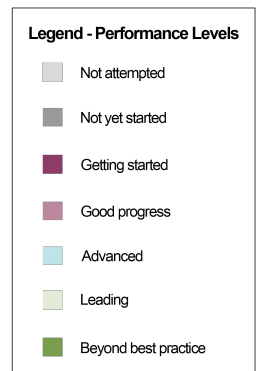 Legend - Performance Levels
Not attempted
Not yet started
Getting started
Good progress
Advanced
Leading
Beyond best practice